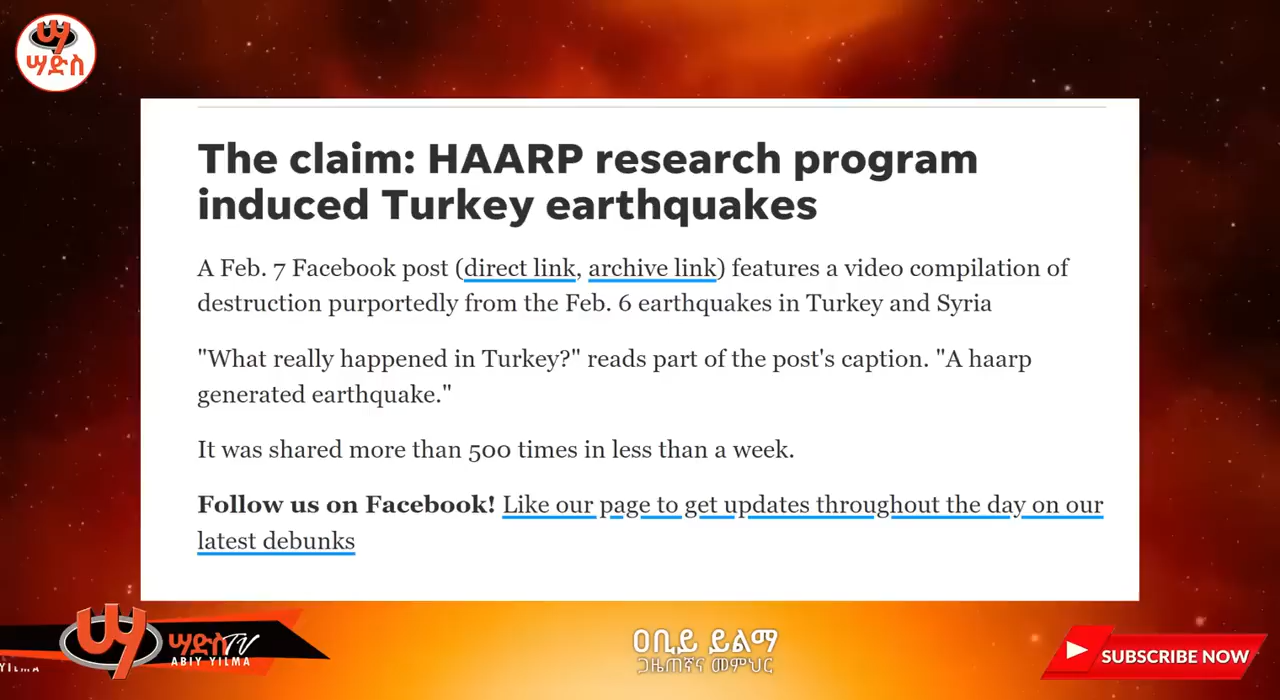 ሣድስ
The claim: HAARP research program
induced Turkey earthquakes
A Feb. 7 Facebook post (direct link, archive link) features a video compilation of
destruction purportedly from the Feb. 6 earthquakes in Turkey and Syria
"What really happened in Turkey?" reads part of the post's caption. "A haarp
generated earthquake."
It was shared more than 500 times in less than a week.
Follow us on Facebook! Like our page to get updates throughout the day on our
latest debunks
ሣድስTV
ABIY YILMA
ዐቢይ ይልማ
ጋዜጠኛና መምህር
SUBSCRIBE NOW